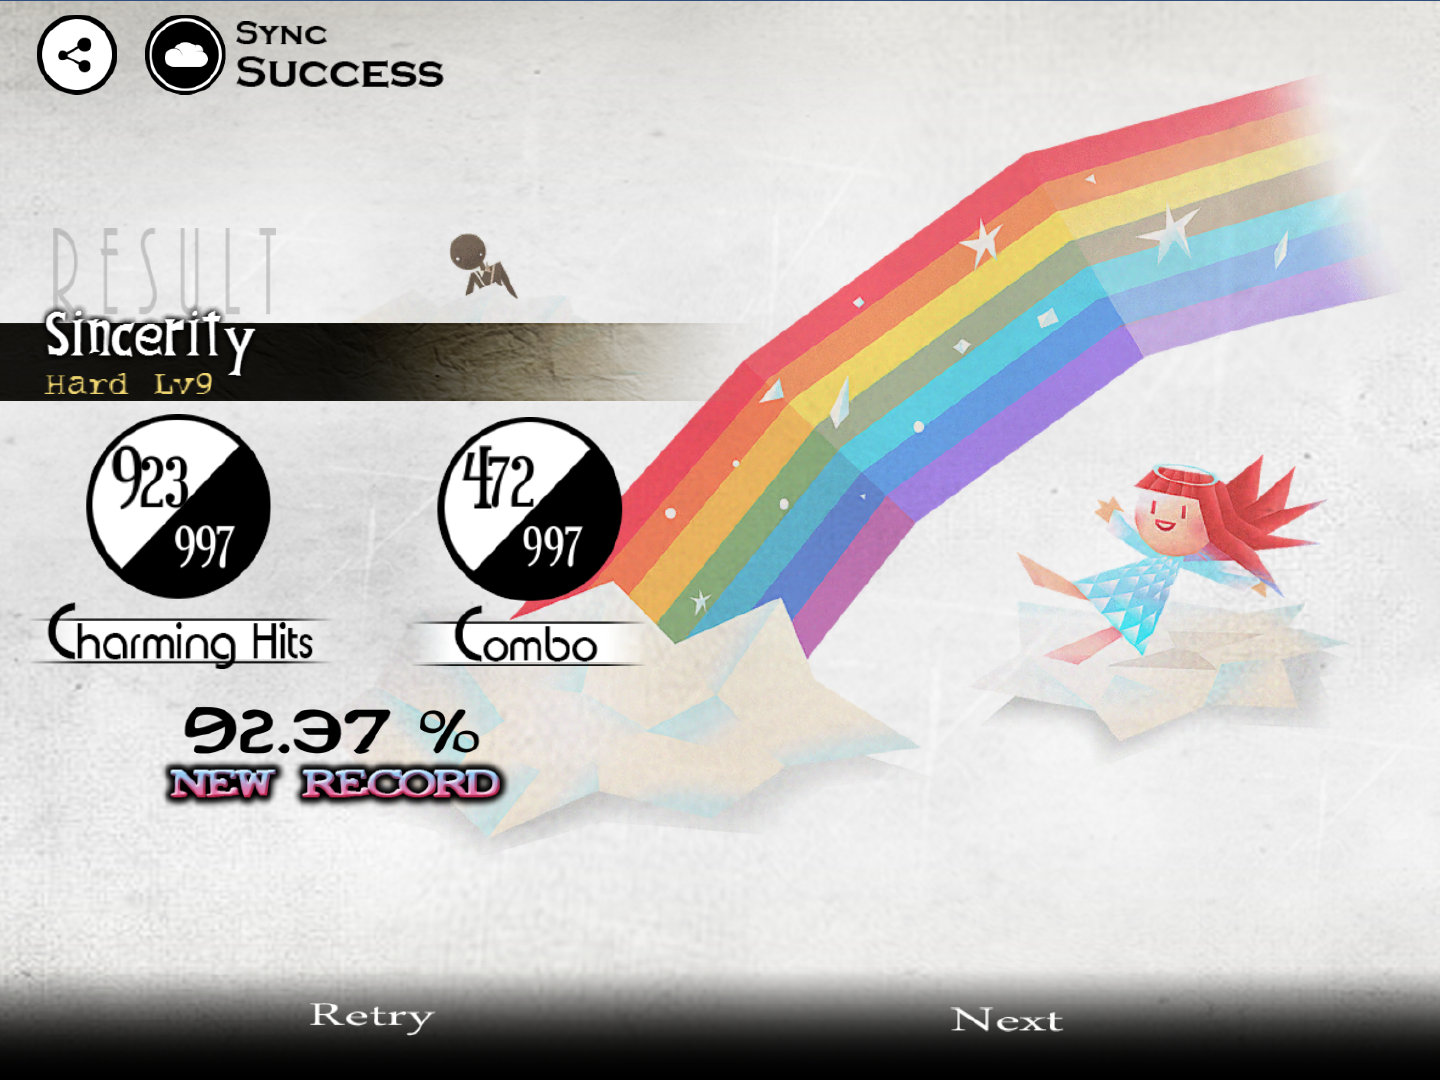 Sync
Success
RESULT
Sincerity
Hard Lv9
923
997
Charming Hits
472
997
Combo
92.37 %
NEW RECORD
Retry
Next